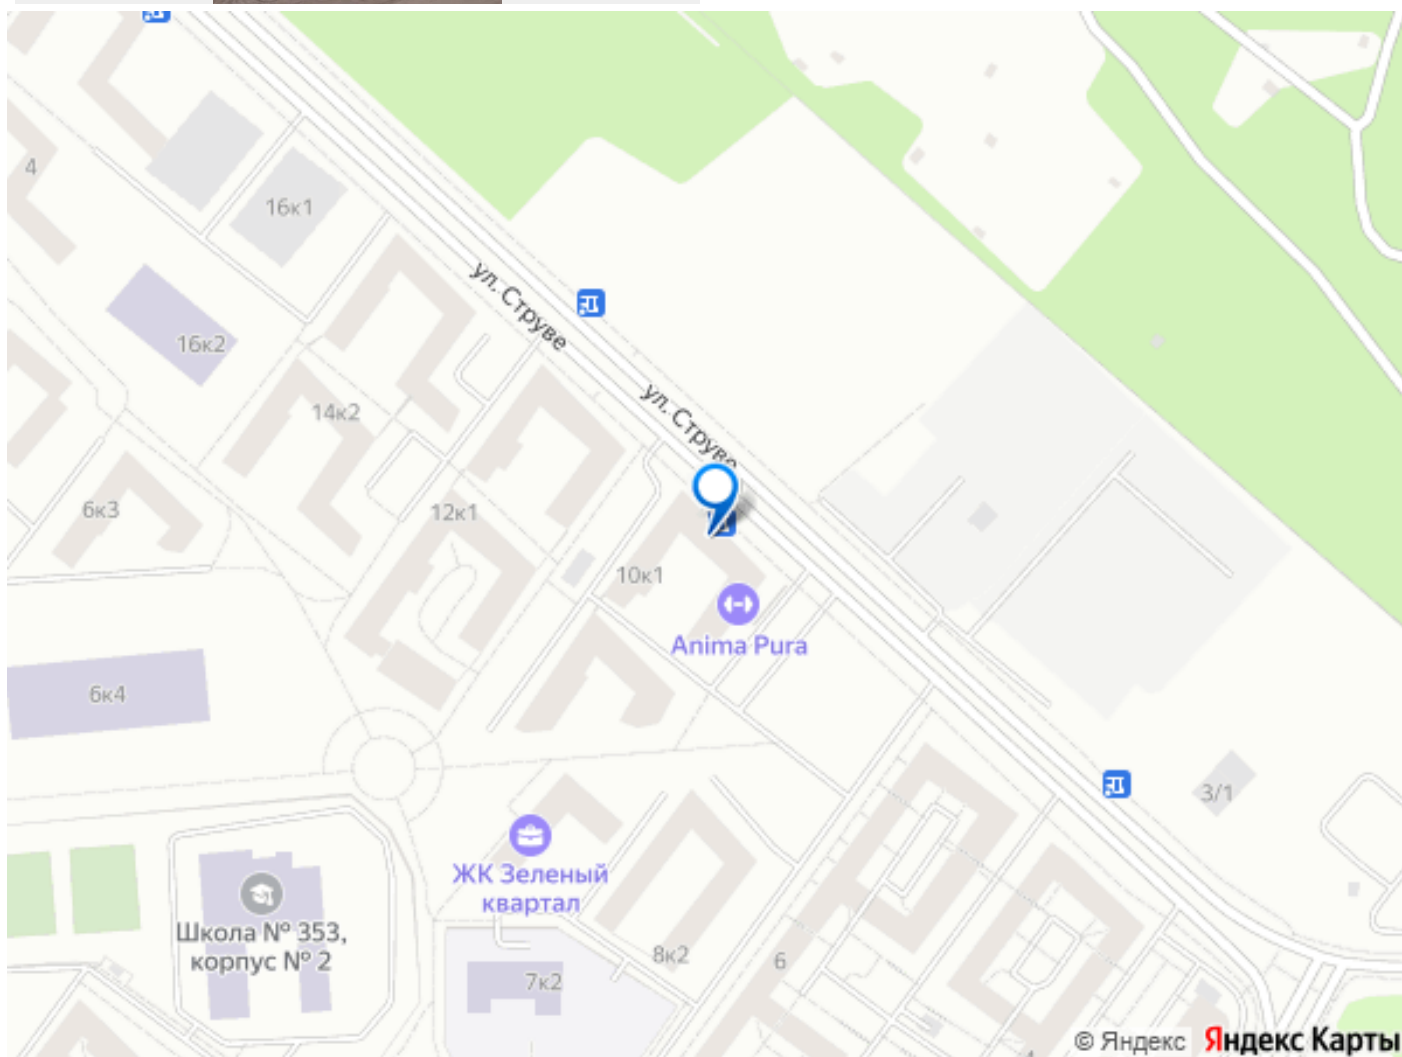 4
16к1
ул. Струве
16к2
ул. Струве
14к2
6к3
12к1
10к1
Anima Pura
6к4
3/1
ЖК Зеленый
квартал
Школа № 353,
корпус № 2
8к2
6
7к2
© Яндекс Яндекс Карты